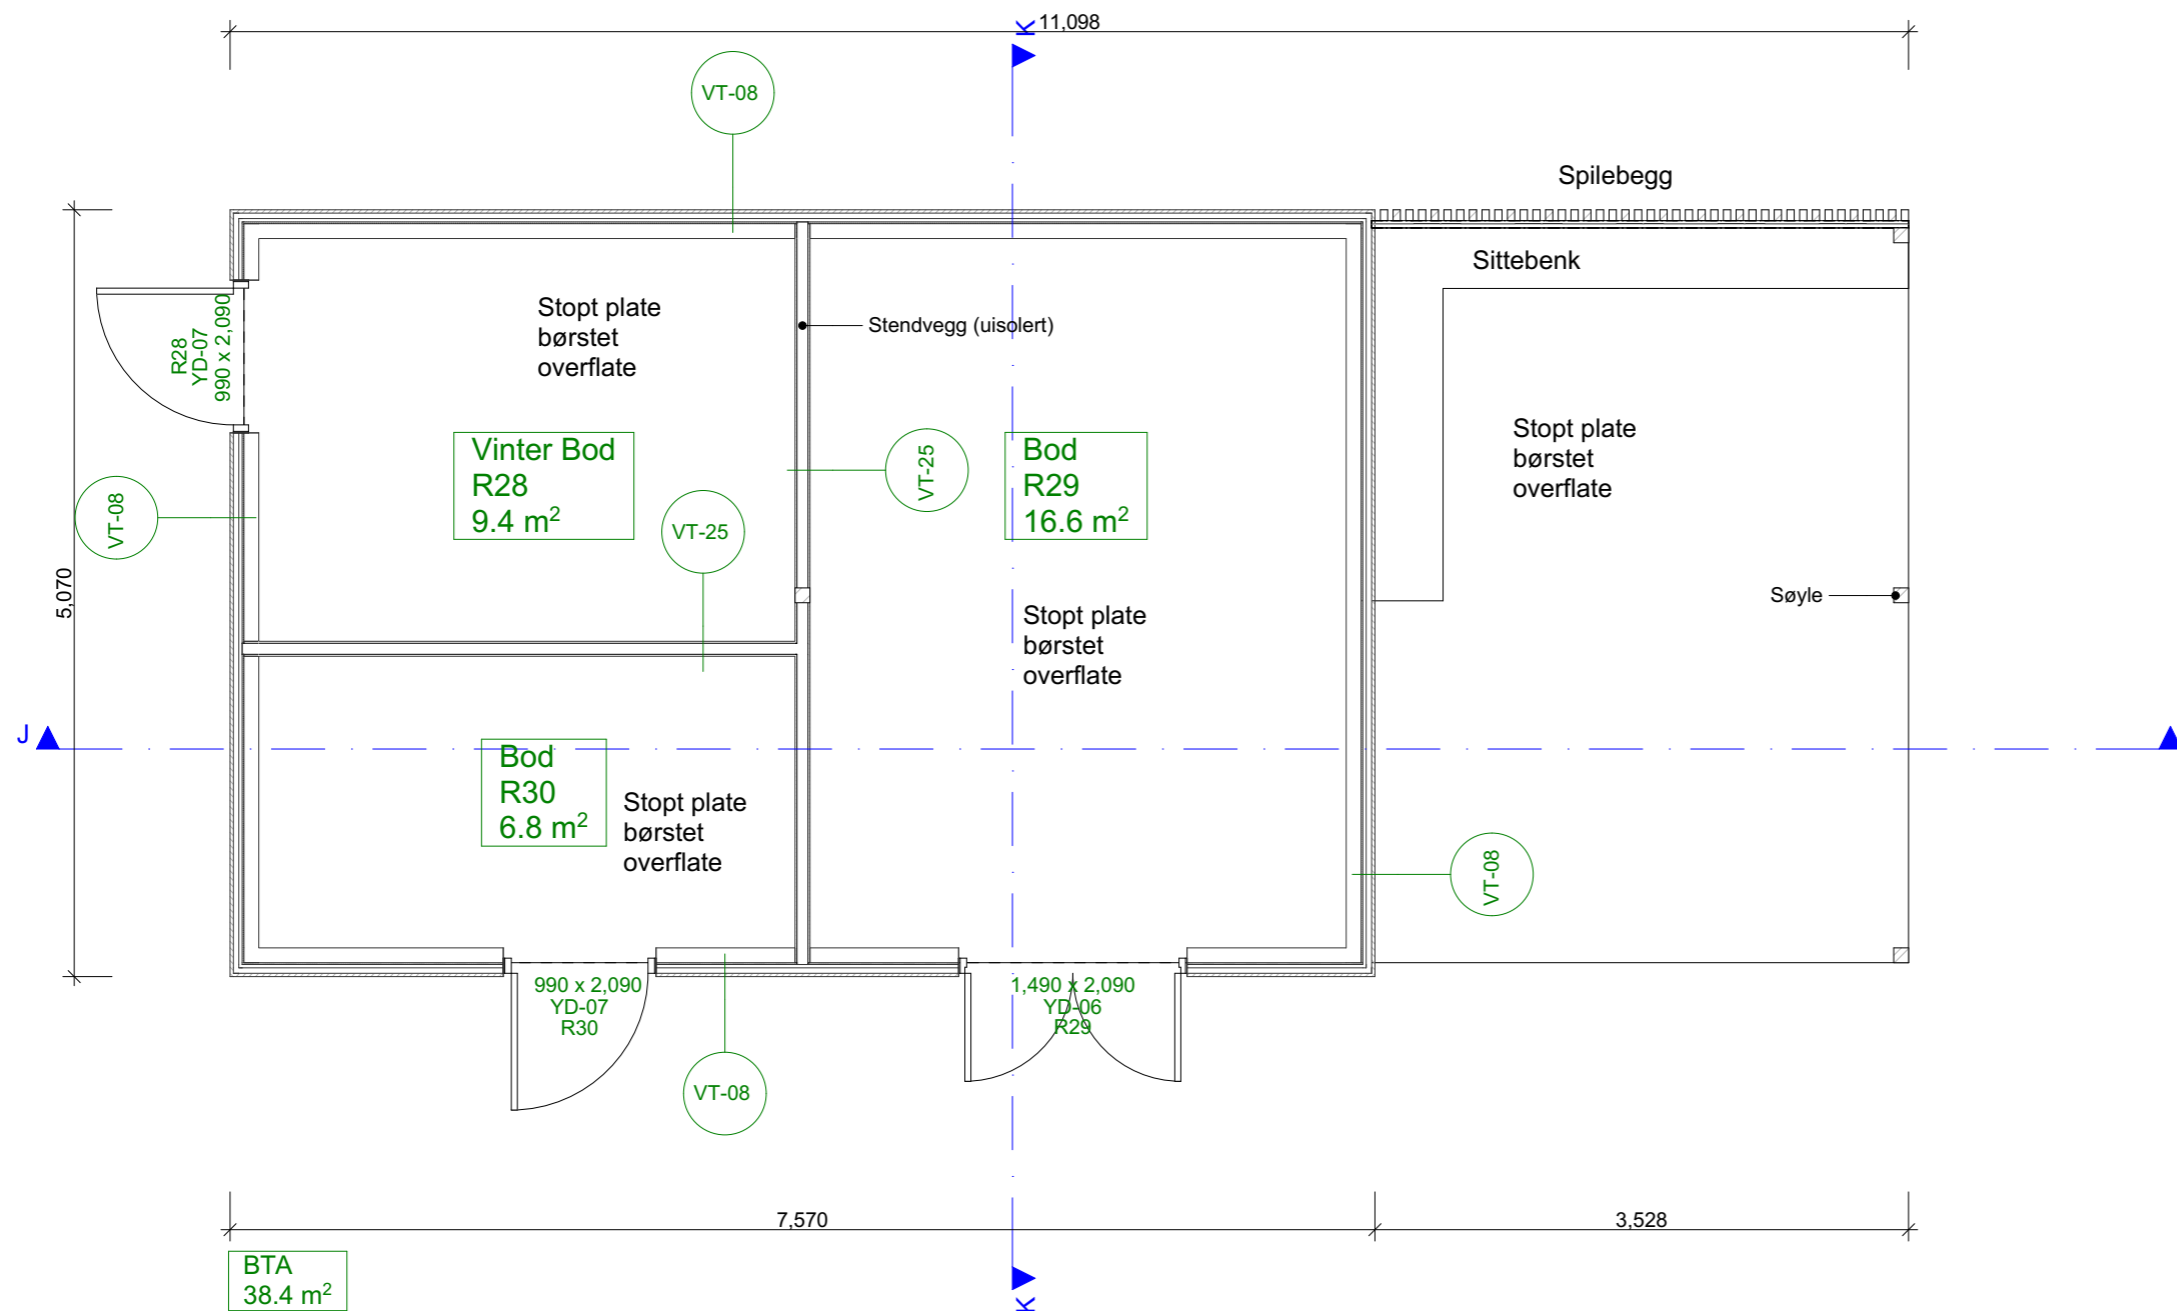 K
11,098
VT-08
Spilebegg
Sittebenk
Stopt plate
børstet
overflate
Stendvegg (uisolert)
R28
YD-07
990 x 2,090
Vinter Bod
R28
9.4 m²
VT-25
Bod
R29
16.6 m²
Stopt plate
børstet
overflate
VT-08
VT-25
5,070
Søyle
Stopt plate
børstet
overflate
J
Bod
R30
6.8 m²
Stopt plate
børstet
overflate
VT-08
990 x 2,090
YD-07
R30
1,490 x 2,090
YD-06
R29
VT-08
7,570
3,528
BTA
38.4 m²
K